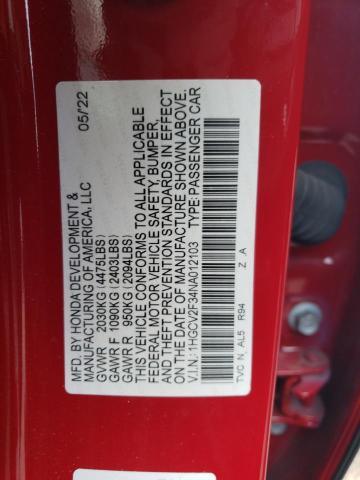 MFD. BY HONDA DEVELOPMENT &
MANUFACTURING OF AMERICA, LLC 05/22
GVWR 2030KG (4475LBS)
GAWR F 1090KG (2403LBS)
GAWR R 950KG (2094LBS)
THIS VEHICLE CONFORMS TO ALL APPLICABLE
FEDERAL MOTOR VEHICLE SAFETY, BUMPER,
AND THEFT PREVENTION STANDARDS IN EFFECT
ON THE DATE OF MANUFACTURE SHOWN ABOVE.
V.I.N.: 1HGCV2F34NA012103 TYPE: PASSENGER CAR
TVC N AL5 R94 Z A